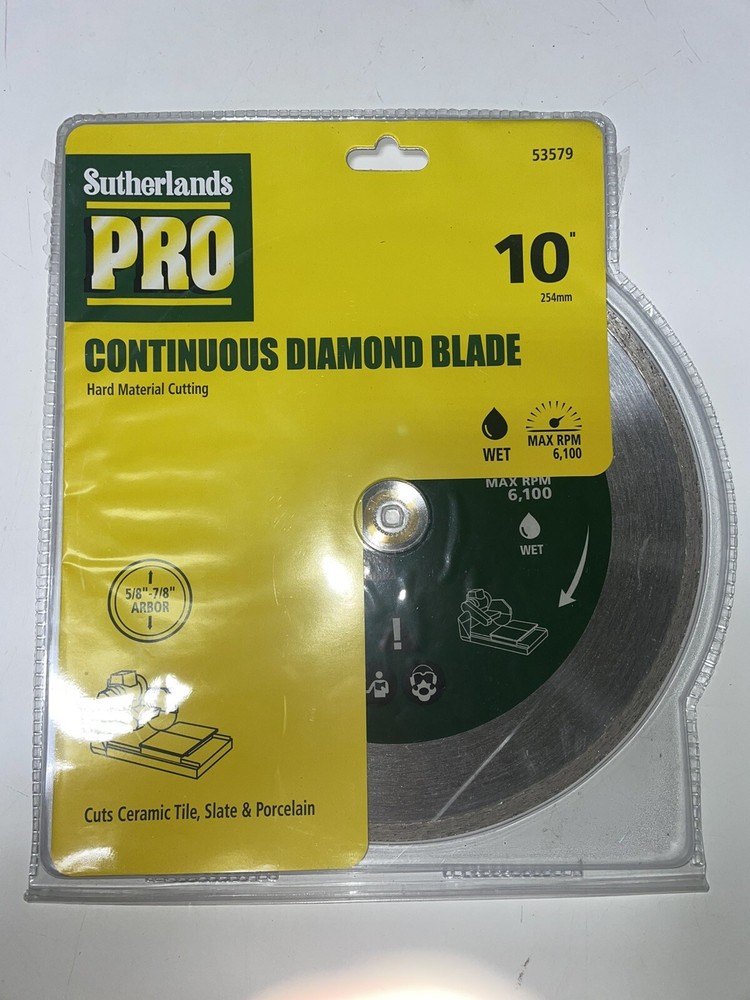 Sutherlands
PRO
53579
10"
254mm
CONTINUOUS DIAMOND BLADE
Hard Material Cutting
WET
MAX RPM
6,100
MAX RPM
6,100
WET
!
5/8"-7/8"
ARBOR
Cuts Ceramic Tile, Slate & Porcelain